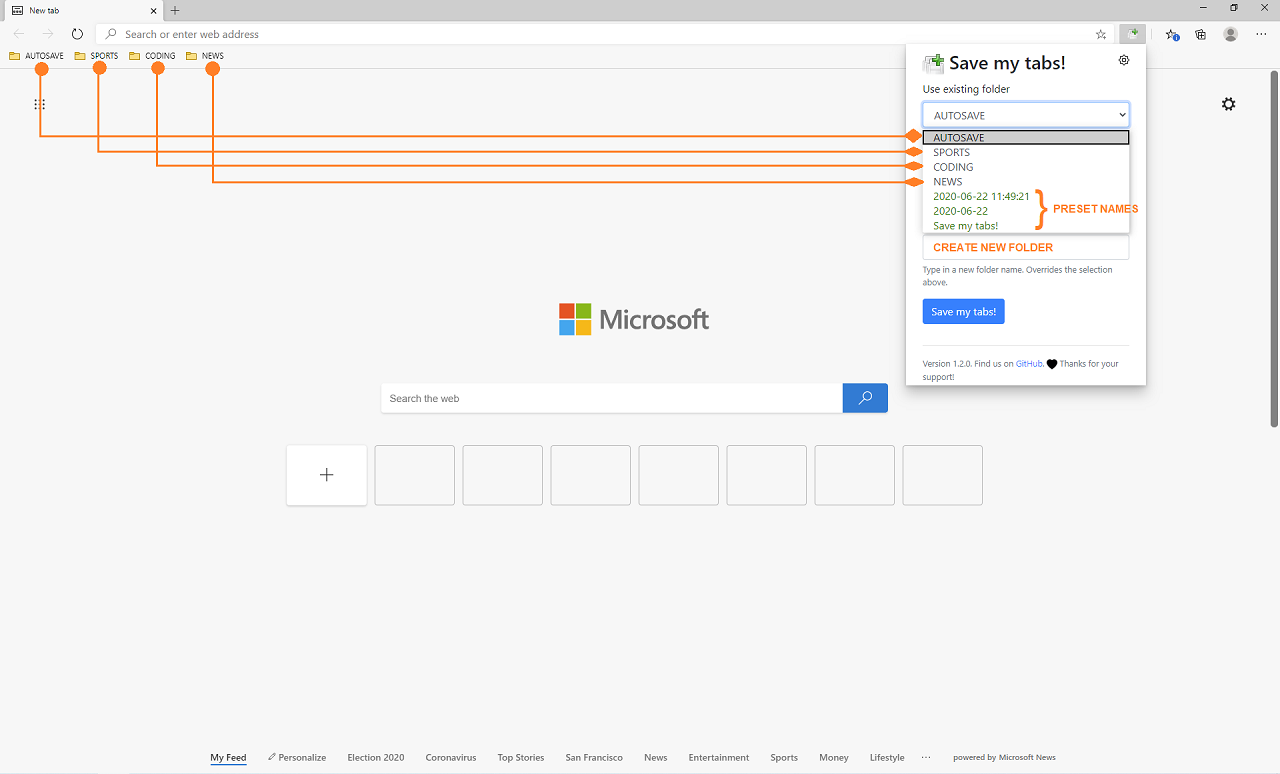 New tab
Search or enter web address
AUTOSAVE SPORTS CODING NEWS
Save my tabs!
Use existing folder
AUTOSAVE
AUTOSAVE
SPORTS
CODING
NEWS
2020-06-22 11:49:21
2020-06-22
Save my tabs!
PRESET NAMES
CREATE NEW FOLDER
Type in a new folder name. Overrides the selection
above.
Save my tabs!
Version 1.2.0. Find us on GitHub. 🖤 Thanks for your
support!
Microsoft
Search the web
My Feed Personalize Election 2020 Coronavirus Top Stories San Francisco News Entertainment Sports Money Lifestyle ... powered by Microsoft News